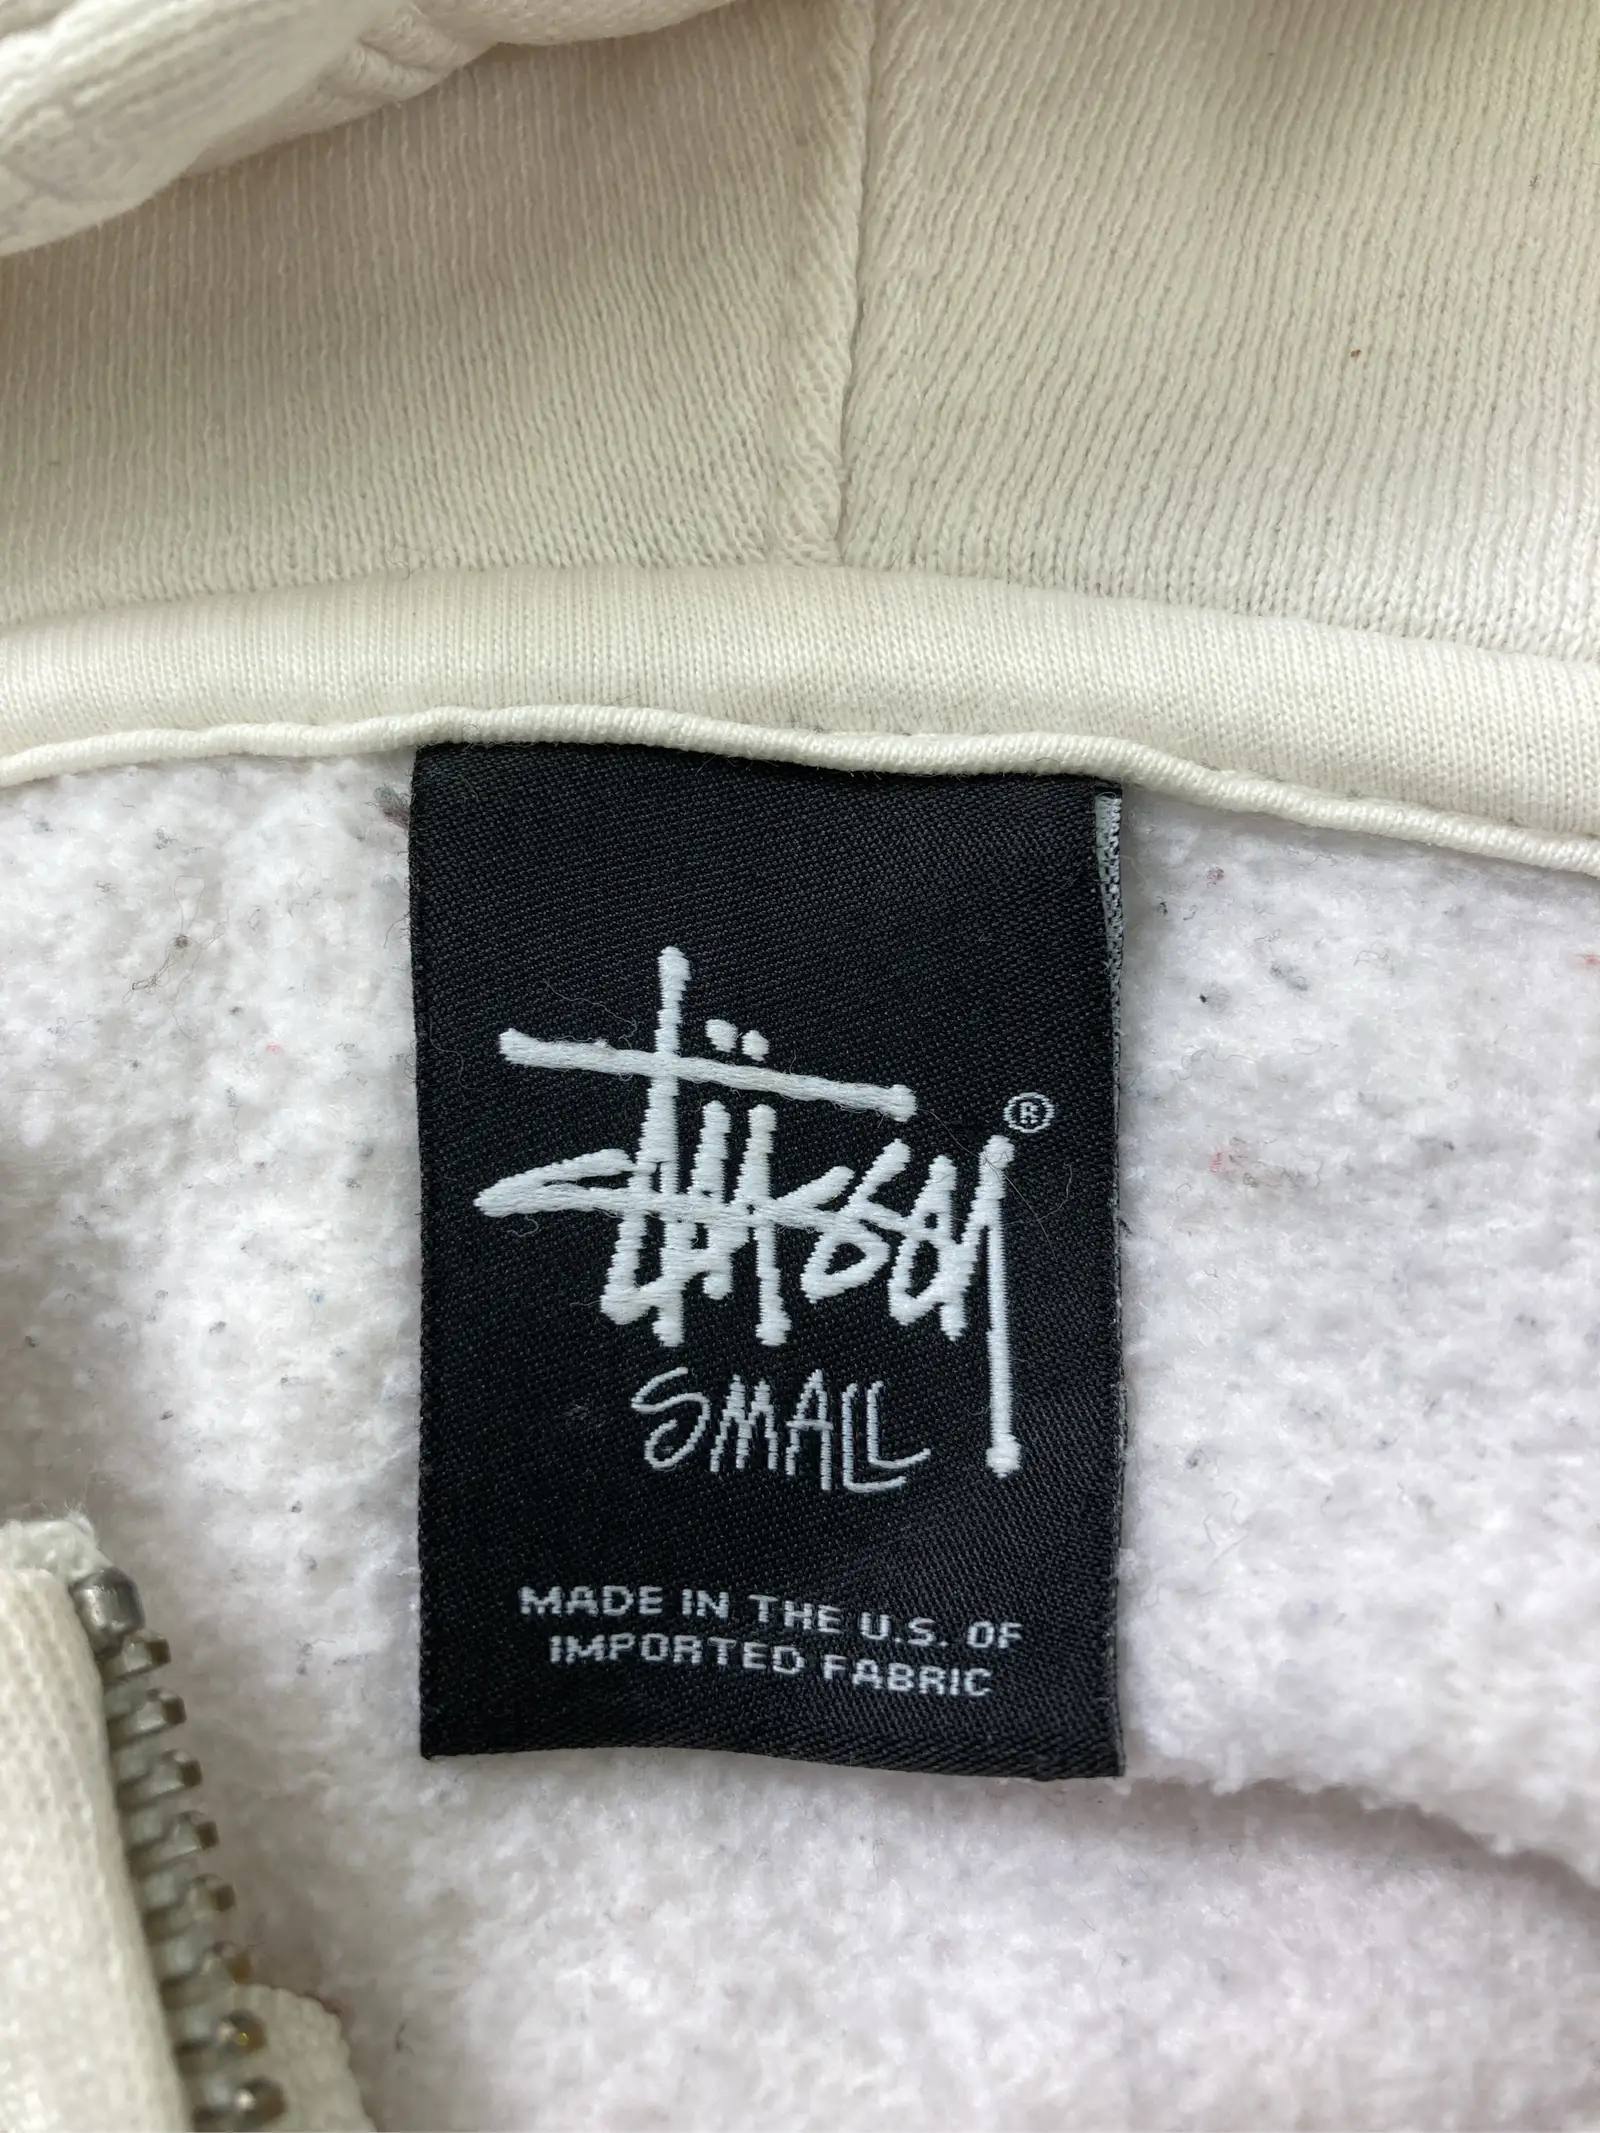 Stüssy ®
SMALL
MADE IN THE U.S. OF
IMPORTED FABRIC